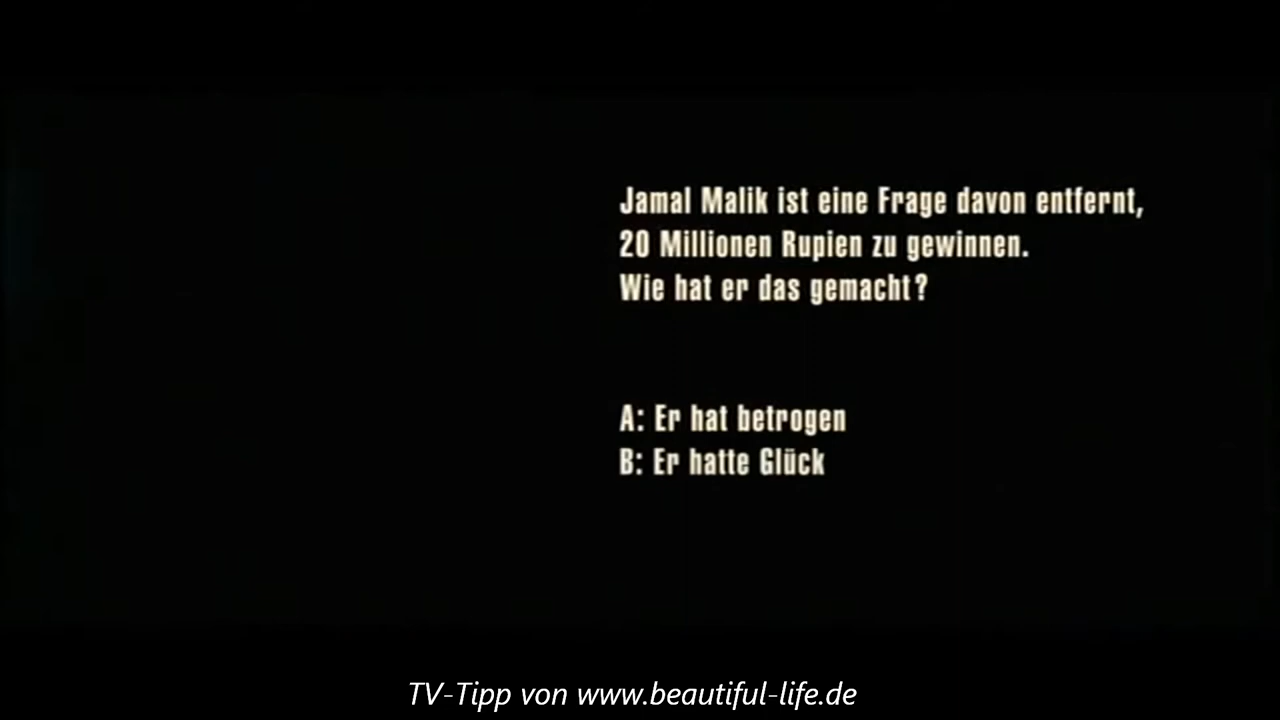 Jamal Malik ist eine Frage davon entfernt,
20 Millionen Rupien zu gewinnen.
Wie hat er das gemacht?
A: Er hat betrogen
B: Er hatte Glück
TV-Tipp von www.beautiful-life.de